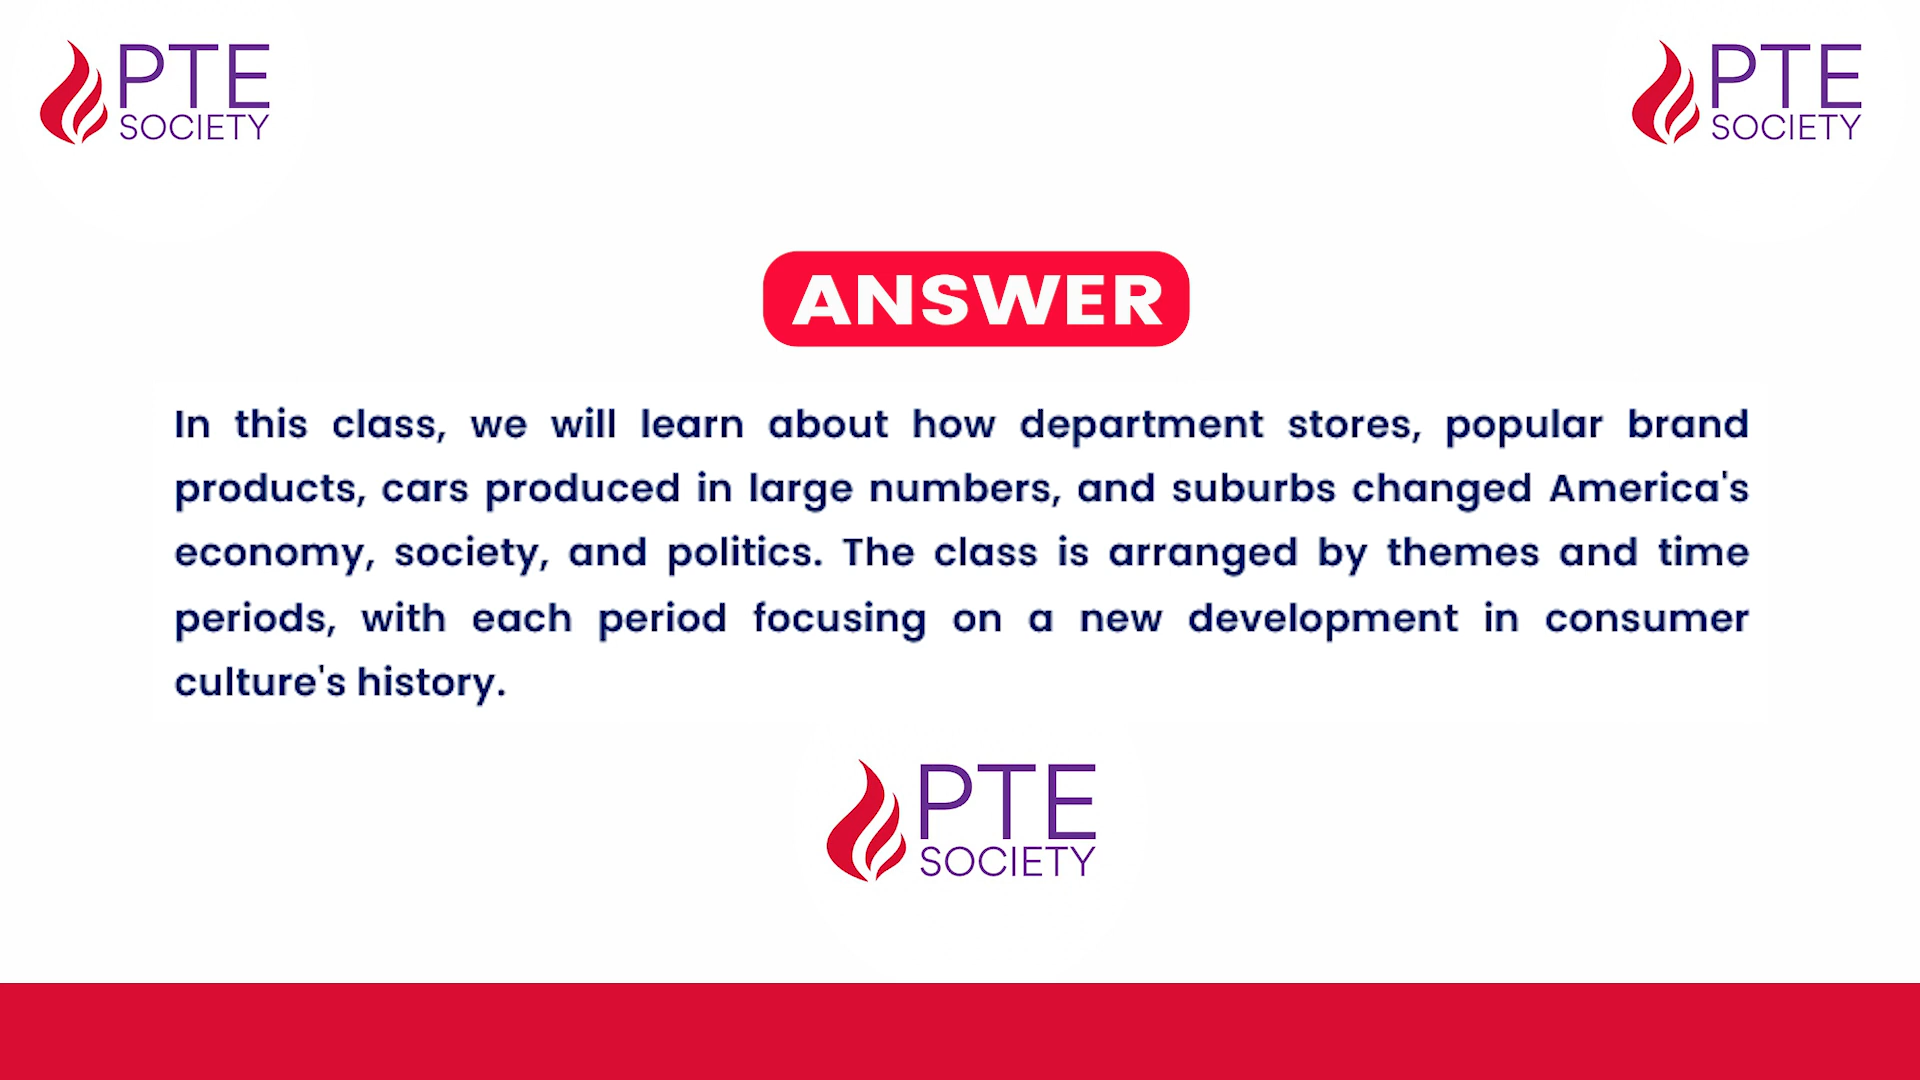 PTE
SOCIETY
PTE
SOCIETY
ANSWER
In this class, we will learn about how department stores, popular brand
products, cars produced in large numbers, and suburbs changed America's
economy, society, and politics. The class is arranged by themes and time
periods, with each period focusing on a new development in consumer
culture's history.
PTE
SOCIETY